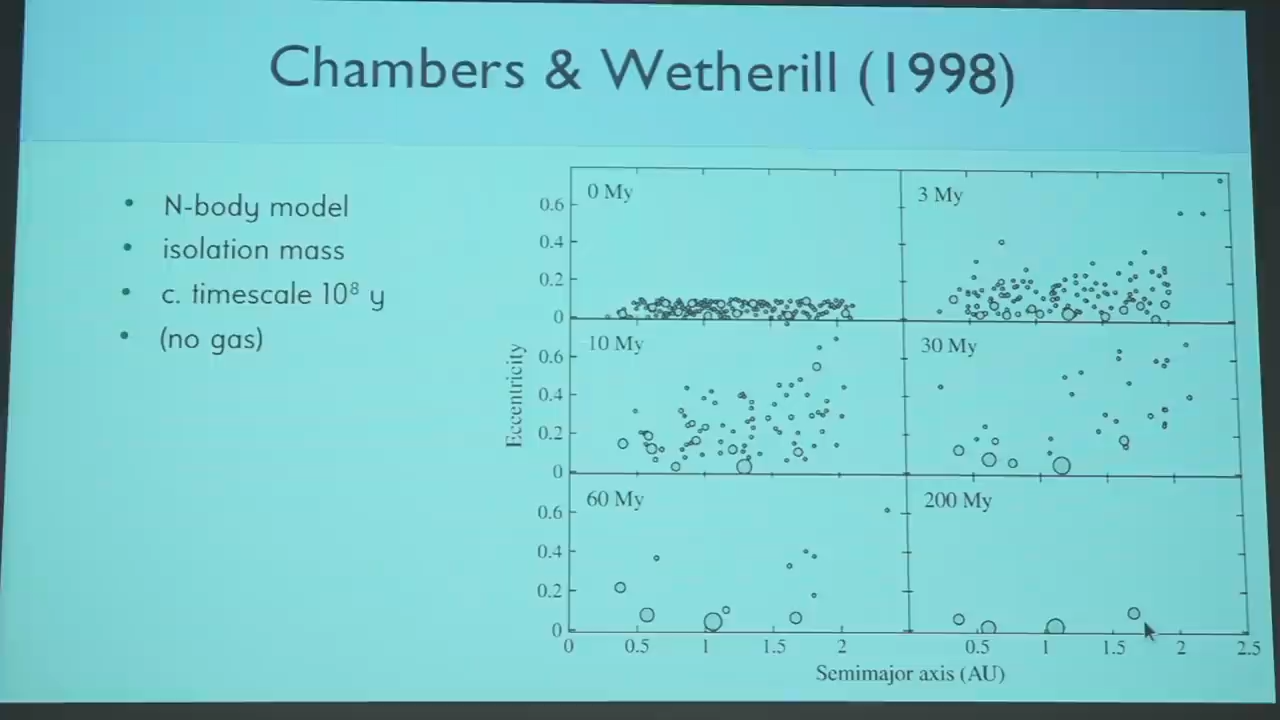 Chambers & Wetherill (1998)
• N-body model
• isolation mass
• c. timescale 10⁸ y
• (no gas)
0 My
3 My
0.6
0.4
0.2
0
10 My
30 My
0.6
0.4
0.2
0
60 My
200 My
0.6
0.4
0.2
0
Eccentricity
0 0.5 1 1.5 2 0.5 1 1.5 2 2.5
Semimajor axis (AU)